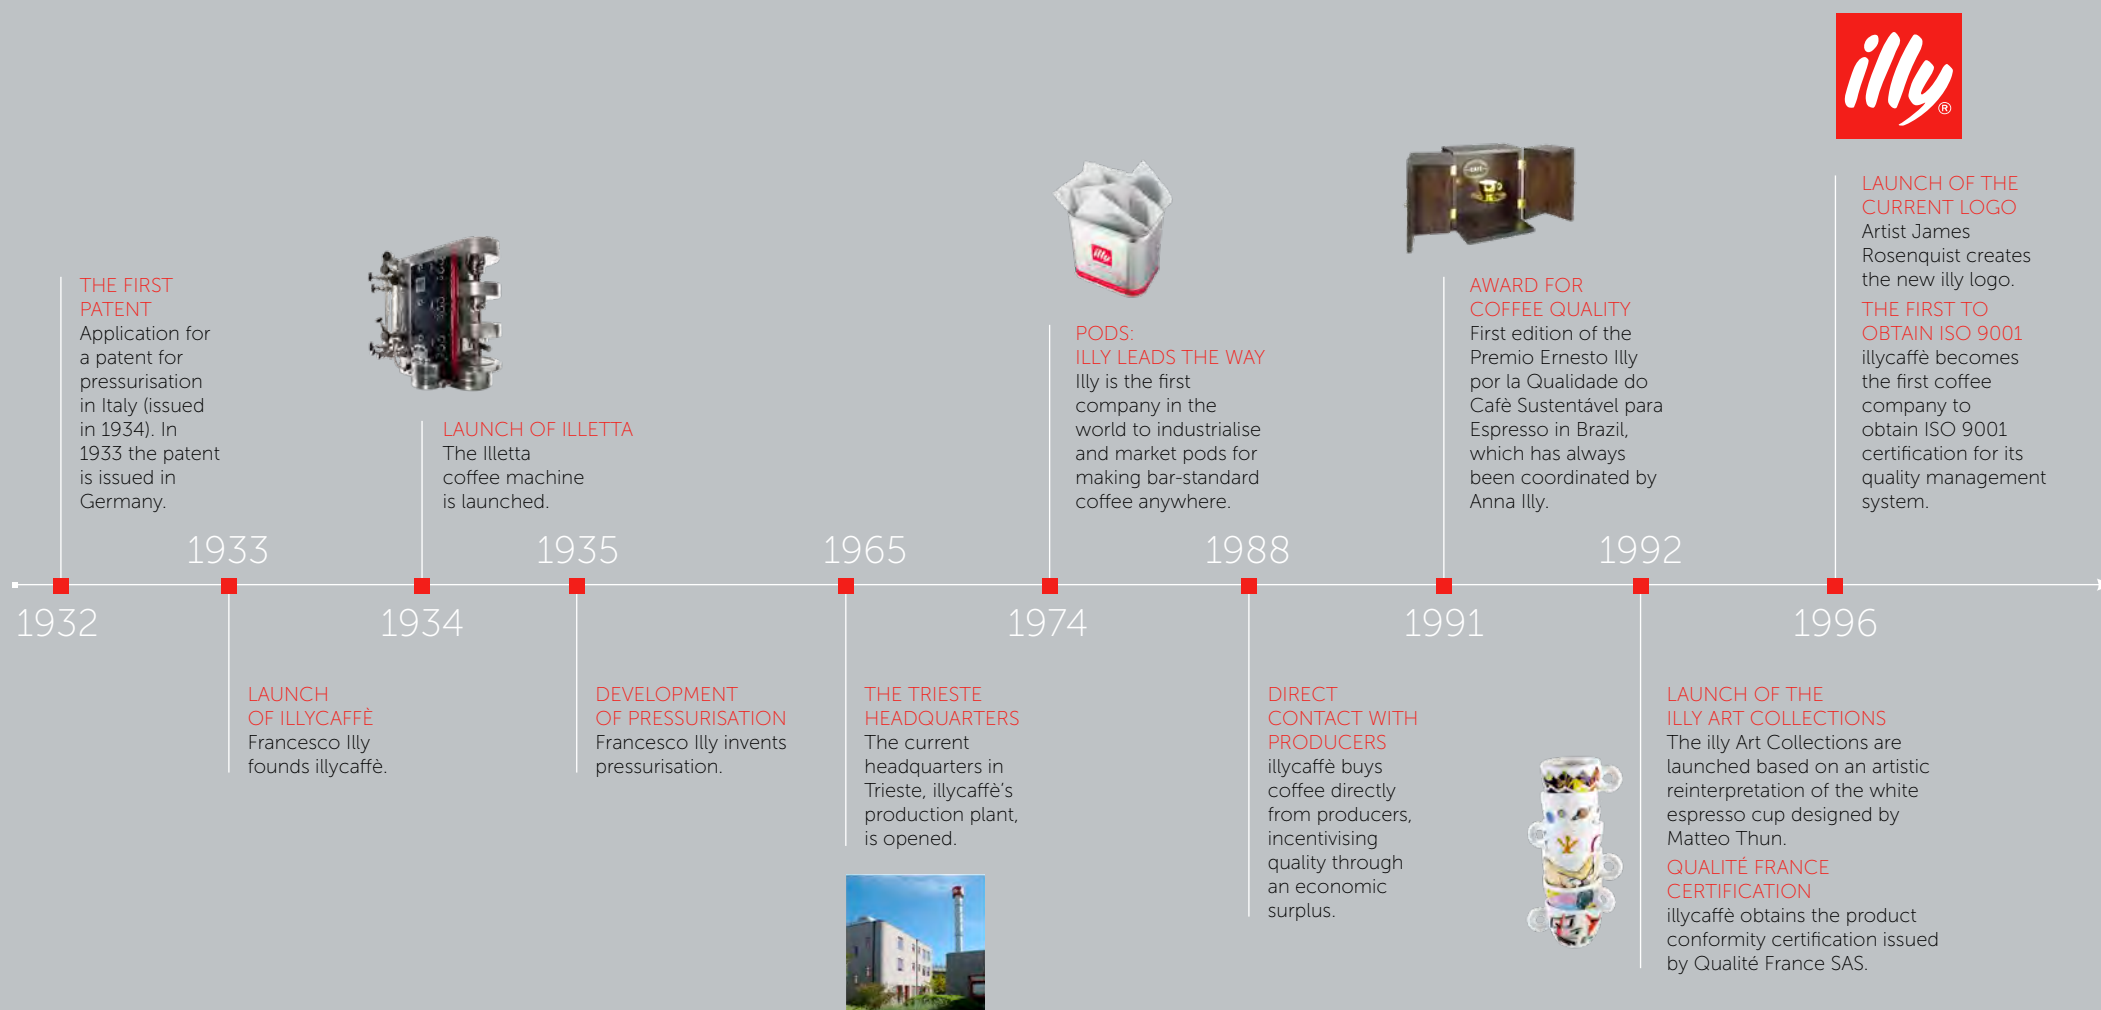 illy®
THE FIRST
PATENT
Application for
a patent for
pressurisation
in Italy (issued
in 1934). In
1933 the patent
is issued in
Germany.
1932
1933
LAUNCH
OF ILLYCAFFÈ
Francesco Illy
founds illycaffè.
LAUNCH OF ILLETTA
The Illetta
coffee machine
is launched.
1934
1935
DEVELOPMENT
OF PRESSURISATION
Francesco Illy invents
pressurisation.
1965
THE TRIESTE
HEADQUARTERS
The current
headquarters in
Trieste, illycaffè’s
production plant,
is opened.
illy
PODS:
ILLY LEADS THE WAY
Illy is the first
company in the
world to industrialise
and market pods for
making bar-standard
coffee anywhere.
1974
1988
DIRECT
CONTACT WITH
PRODUCERS
illycaffè buys
coffee directly
from producers,
incentivising
quality through
an economic
surplus.
AWARD FOR
COFFEE QUALITY
First edition of the
Premio Ernesto Illy
por la Qualidade do
Cafè Sustentável para
Espresso in Brazil,
which has always
been coordinated by
Anna Illy.
1991
1992
LAUNCH OF THE
ILLY ART COLLECTIONS
The illy Art Collections are
launched based on an artistic
reinterpretation of the white
espresso cup designed by
Matteo Thun.
QUALITÉ FRANCE
CERTIFICATION
illycaffè obtains the product
conformity certification issued
by Qualité France SAS.
LAUNCH OF THE
CURRENT LOGO
Artist James
Rosenquist creates
the new illy logo.
THE FIRST TO
OBTAIN ISO 9001
illycaffè becomes
the first coffee
company to
obtain ISO 9001
certification for its
quality management
system.
1996